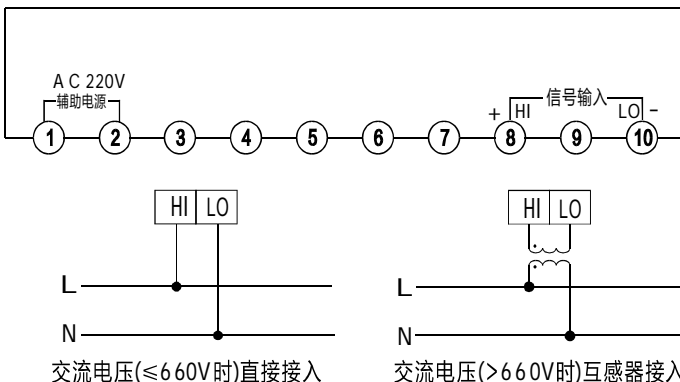 AC 220V
辅助电源
信号输入
+ HI LO -
1 2 3 4 5 6 7 8 9 10
HI LO
L
N
交流电压(≤660V时)直接接入
HI LO
L
N
交流电压(>660V时)互感器接入